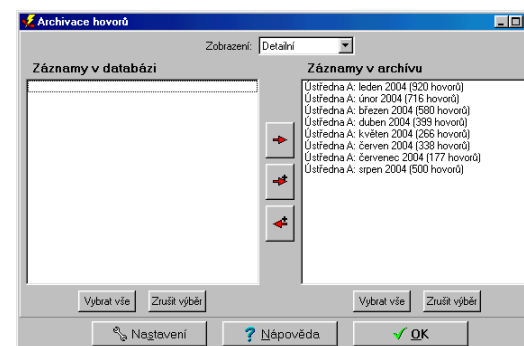 Archivace hovorů
Zobrazení: Detailní
Záznamy v databázi
Záznamy v archívu
Ústředna A: leden 2004 (920 hovorů)
Ústředna A: únor 2004 (716 hovorů)
Ústředna A: březen 2004 (580 hovorů)
Ústředna A: duben 2004 (399 hovorů)
Ústředna A: květen 2004 (266 hovorů)
Ústředna A: červen 2004 (338 hovorů)
Ústředna A: červenec 2004 (177 hovorů)
Ústředna A: srpen 2004 (500 hovorů)
Vybrat vše Zrušit výběr Vybrat vše Zrušit výběr
Nastavení Nápověda OK